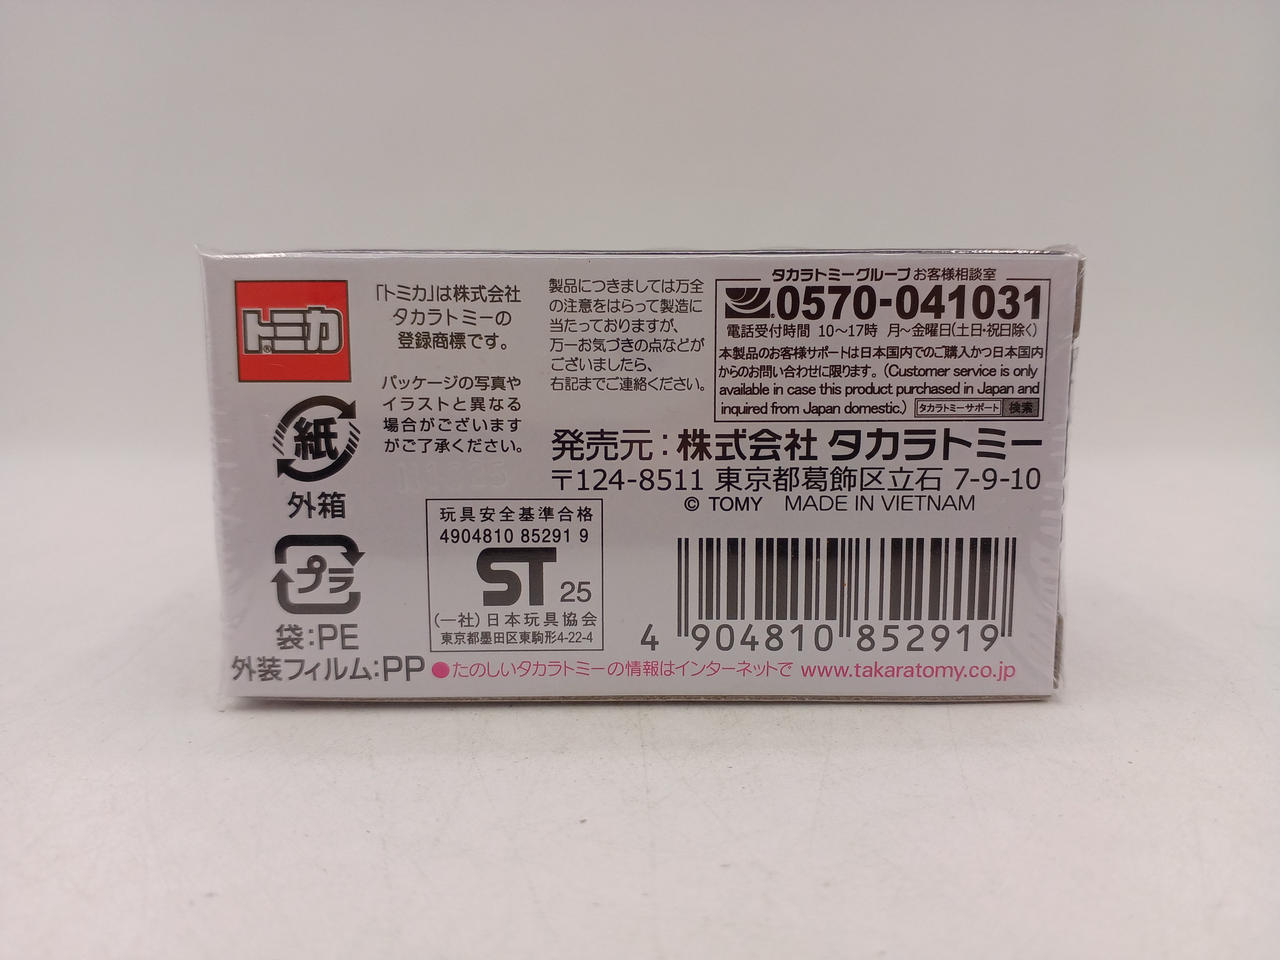 トミカ®
「トミカ」は株式会社
タカラトミーの
登録商標です。
パッケージの写真や
イラストと異なる
場合がございます
がご了承ください。
製品につきましては万全
の注意をはらって製造に
当たっておりますが、
万一お気づきの点などが
ございましたら、
右記までご連絡ください。
タカラトミーグループ お客様相談室
0570-041031
電話受付時間 10〜17時 月〜金曜日(土日・祝日除く)
本製品のお客様サポートは日本国内でのご購入かつ日本国内
からのお問い合わせに限ります。(Customer service is only
available in case this product purchased in Japan and
inquired from Japan domestic.) タカラトミーサポート 検索
発売元:株式会社 タカラトミー
〒124-8511 東京都葛飾区立石 7-9-10
© TOMY MADE IN VIETNAM
紙
外箱
プラ
袋:PE
外装フィルム:PP
玩具安全基準合格
4904810 85291 9
ST 25
(一社)日本玩具協会
東京都墨田区東駒形4-22-4
4 904810 852919
●たのしいタカラトミーの情報はインターネットで www.takaratomy.co.jp